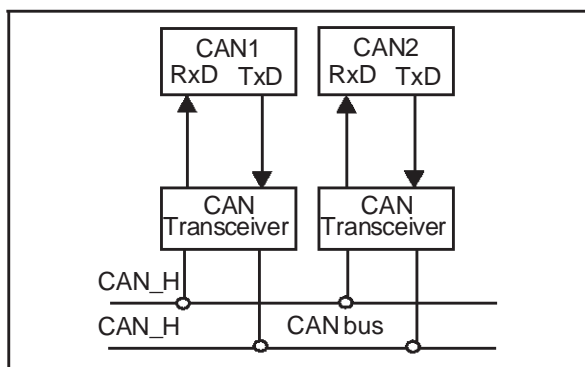 CAN1
RxD TxD
CAN2
RxD TxD
CAN
Transceiver
CAN
Transceiver
CAN_H
CAN_H
CAN bus